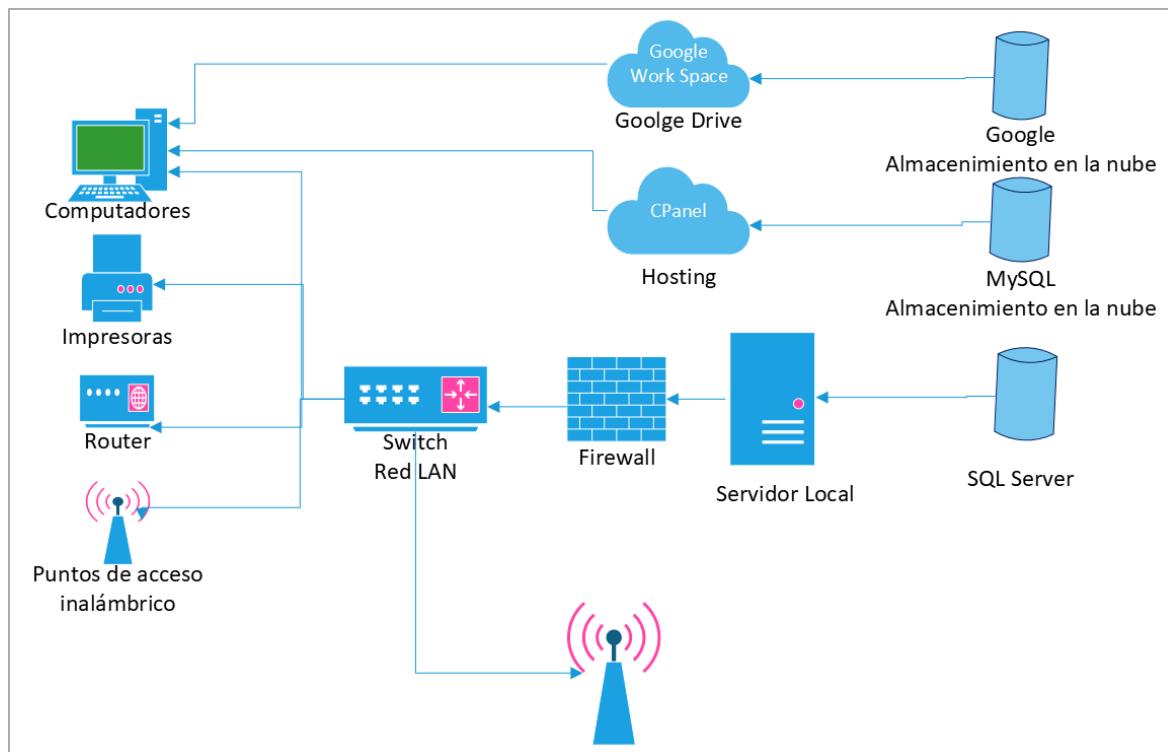 Google
Work Space
Goolge Drive
Google
Almacenimiento en la nube
Computadores
CPanel
Hosting
MySQL
Almacenimiento en la nube
Impresoras
Router
Switch
Red LAN
Firewall
Servidor Local
SQL Server
Puntos de acceso
inalámbrico